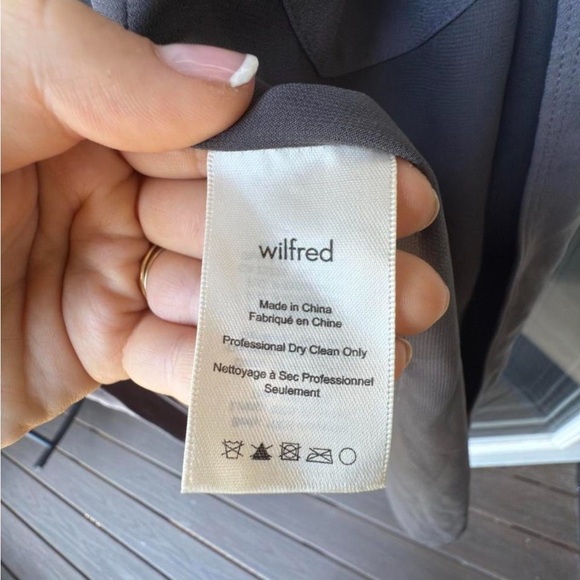 wilfred
Made in China
Fabriqué en Chine
Professional Dry Clean Only
Nettoyage à Sec Professionnel
Seulement